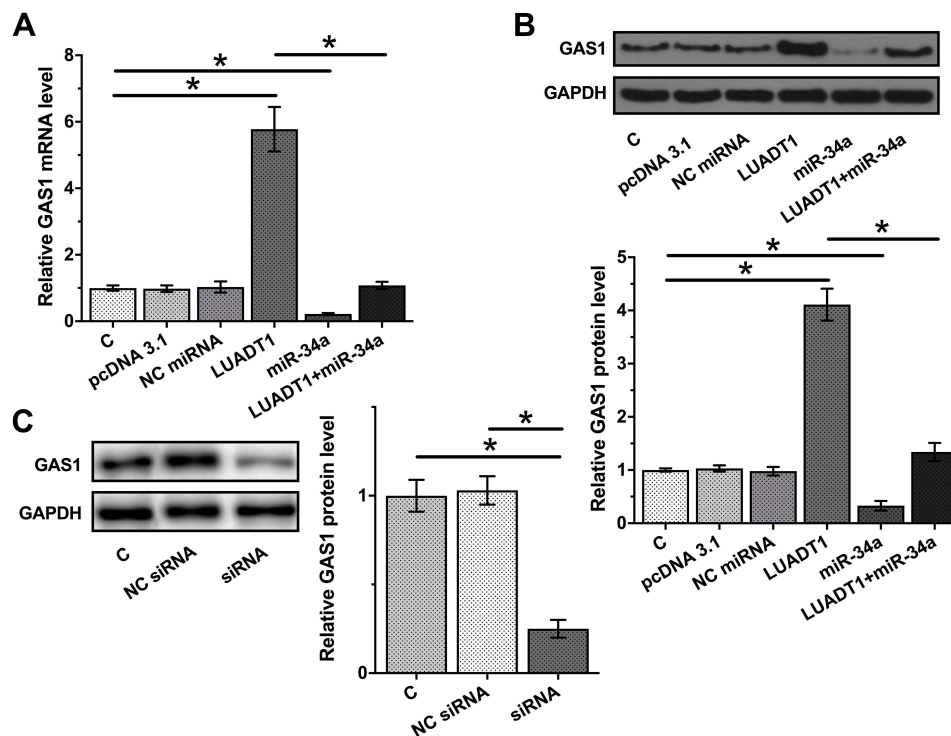 A
Relative GAS1 mRNA level
8
6
4
2
0
*
*
*
C
pcDNA 3.1
NC miRNA
LUADT1
miR-34a
LUADT1+miR-34a
B
GAS1
GAPDH
C
pcDNA 3.1
NC miRNA
LUADT1
miR-34a
LUADT1+miR-34a
Relative GAS1 protein level
5
4
3
2
1
0
*
*
*
C
pcDNA 3.1
NC miRNA
LUADT1
miR-34a
LUADT1+miR-34a
C
GAS1
GAPDH
C
NC siRNA
siRNA
Relative GAS1 protein level
1
0
*
*
C
NC siRNA
siRNA